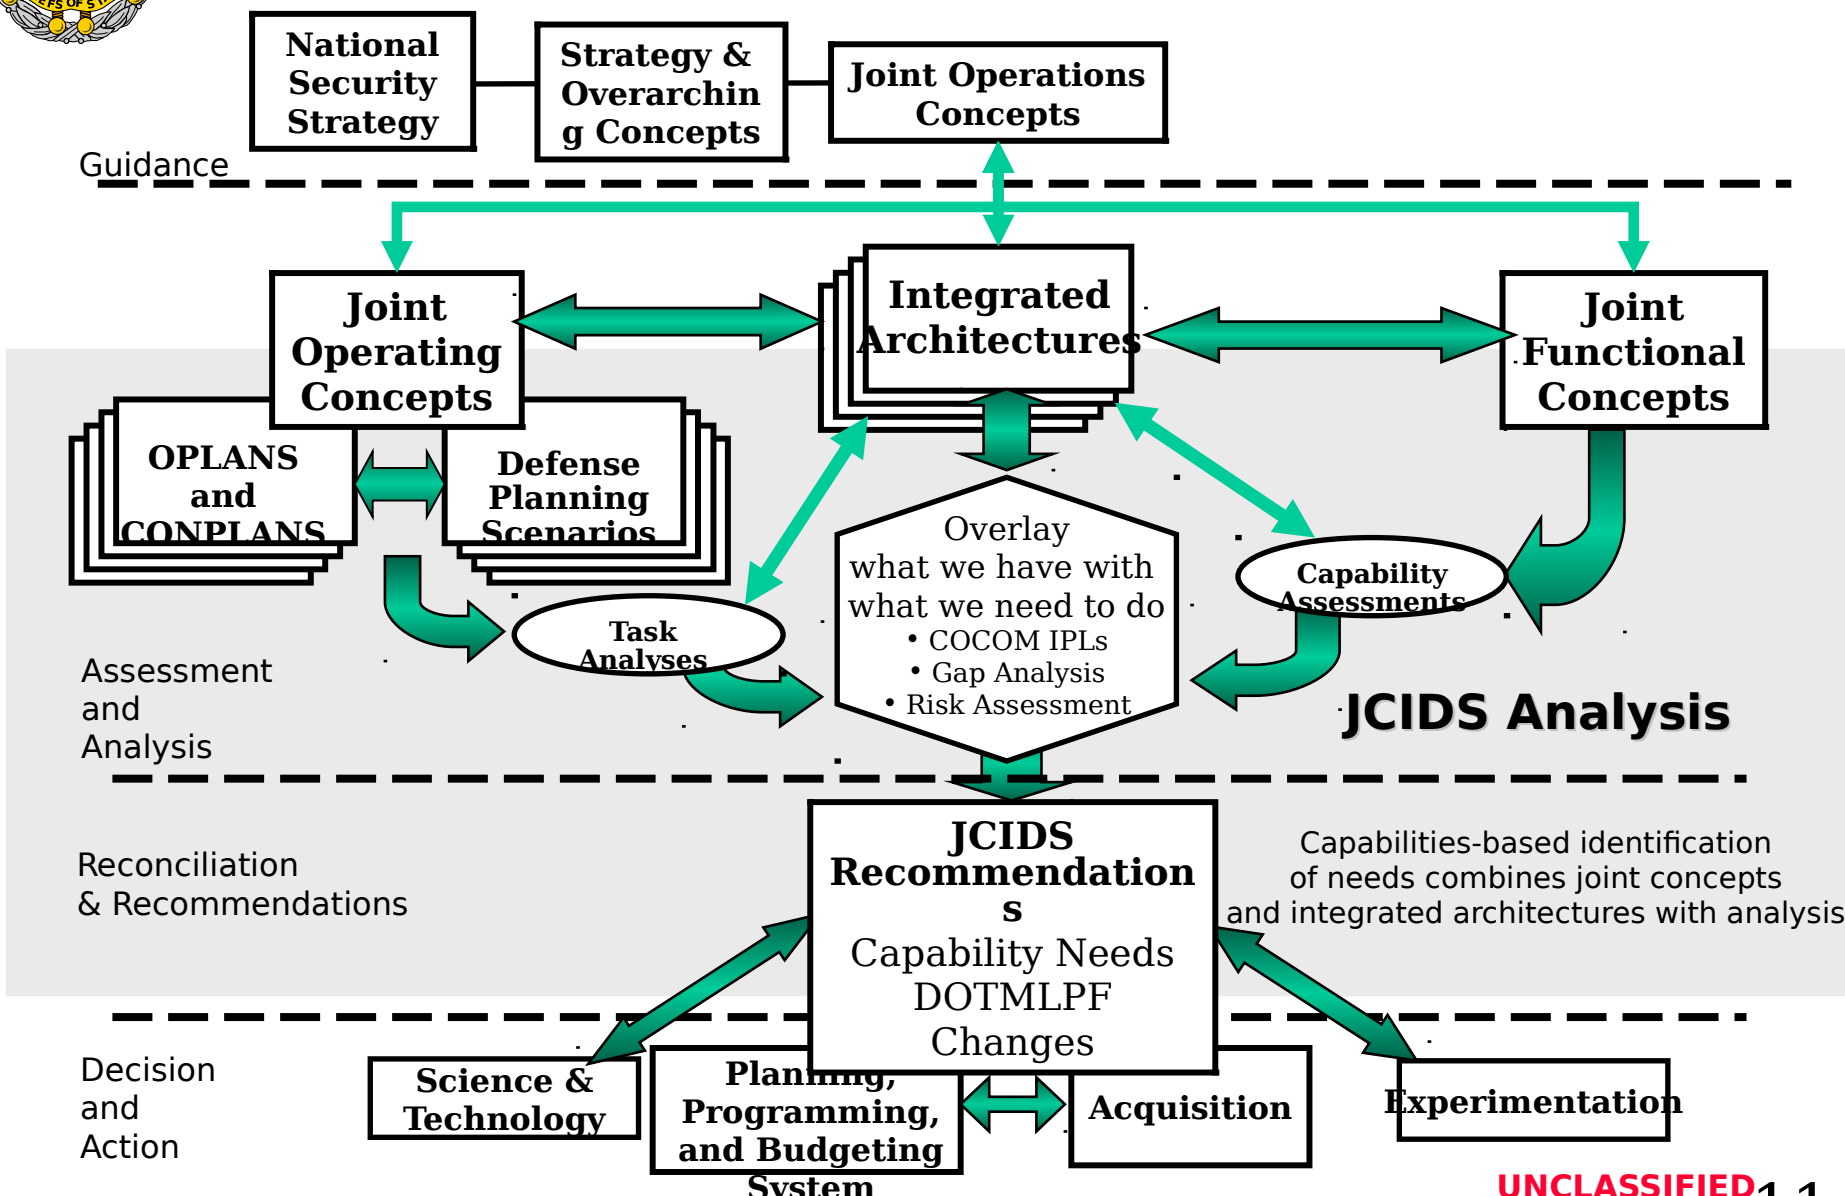 EFS OF ST
National
Security
Strategy
Strategy &
Overarchin
g Concepts
Joint Operations
Concepts
Guidance
Joint
Operating
Concepts
Integrated
Architectures
Joint
Functional
Concepts
OPLANS
and
CONPLANS
Defense
Planning
Scenarios
Overlay
what we have with
what we need to do
• COCOM IPLs
• Gap Analysis
• Risk Assessment
Capability
Assessments
Task
Analyses
Assessment
and
Analysis
JCIDS Analysis
JCIDS
Recommendation
s
Capability Needs
DOTMLPF
Changes
Reconciliation
& Recommendations
Capabilities-based identification
of needs combines joint concepts
and integrated architectures with analysis
Decision
and
Action
Science &
Technology
Planning,
Programming,
and Budgeting
System
Acquisition
Experimentation
UNCLASSIFIED
11